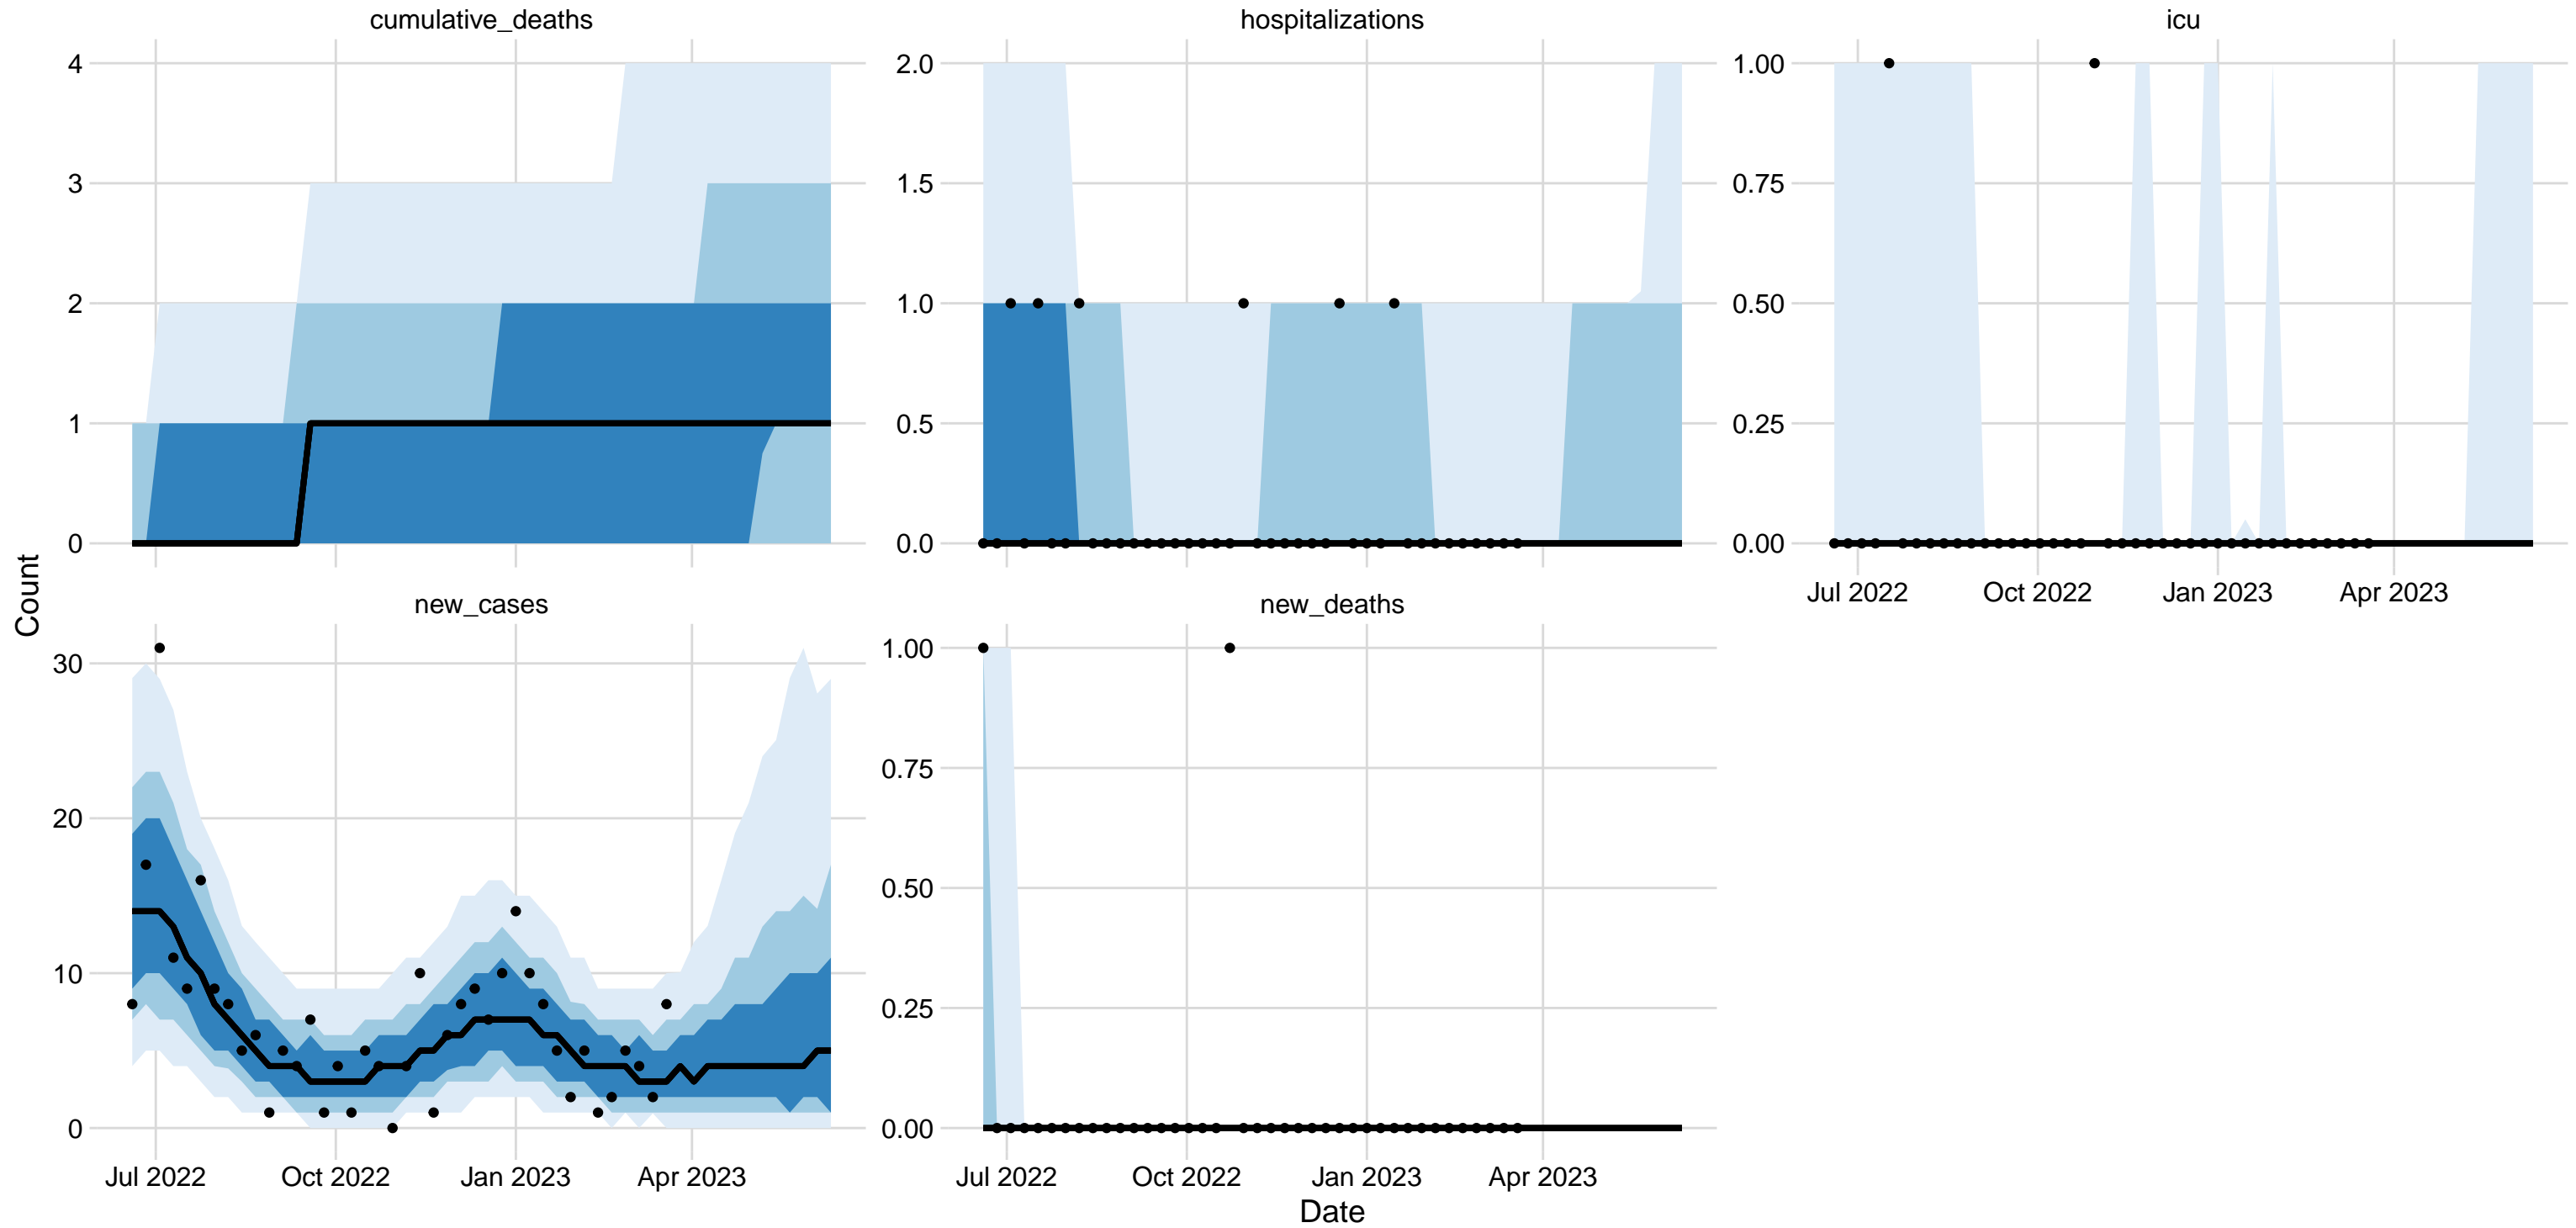 cumulative_deaths
hospitalizations
icu
4
3
2
1
0
2.0
1.5
1.0
0.5
0.0
1.00
0.75
0.50
0.25
0.00
Jul 2022
Oct 2022
Jan 2023
Apr 2023
Count
new_cases
new_deaths
30
20
10
0
1.00
0.75
0.50
0.25
0.00
Jul 2022
Oct 2022
Jan 2023
Apr 2023
Jul 2022
Oct 2022
Jan 2023
Apr 2023
Date